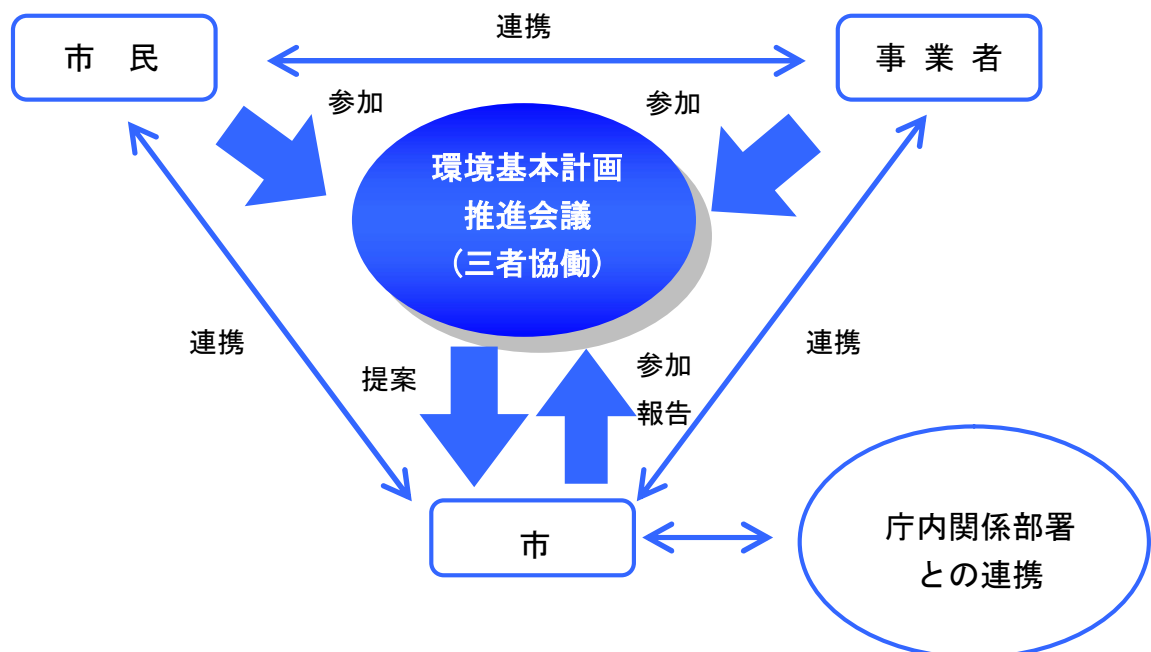 連携
市　民
事 業 者
参加
参加
環境基本計画
推進会議
（三者協働）
連携
連携
提案
参加
報告
市
庁内関係部署
との連携